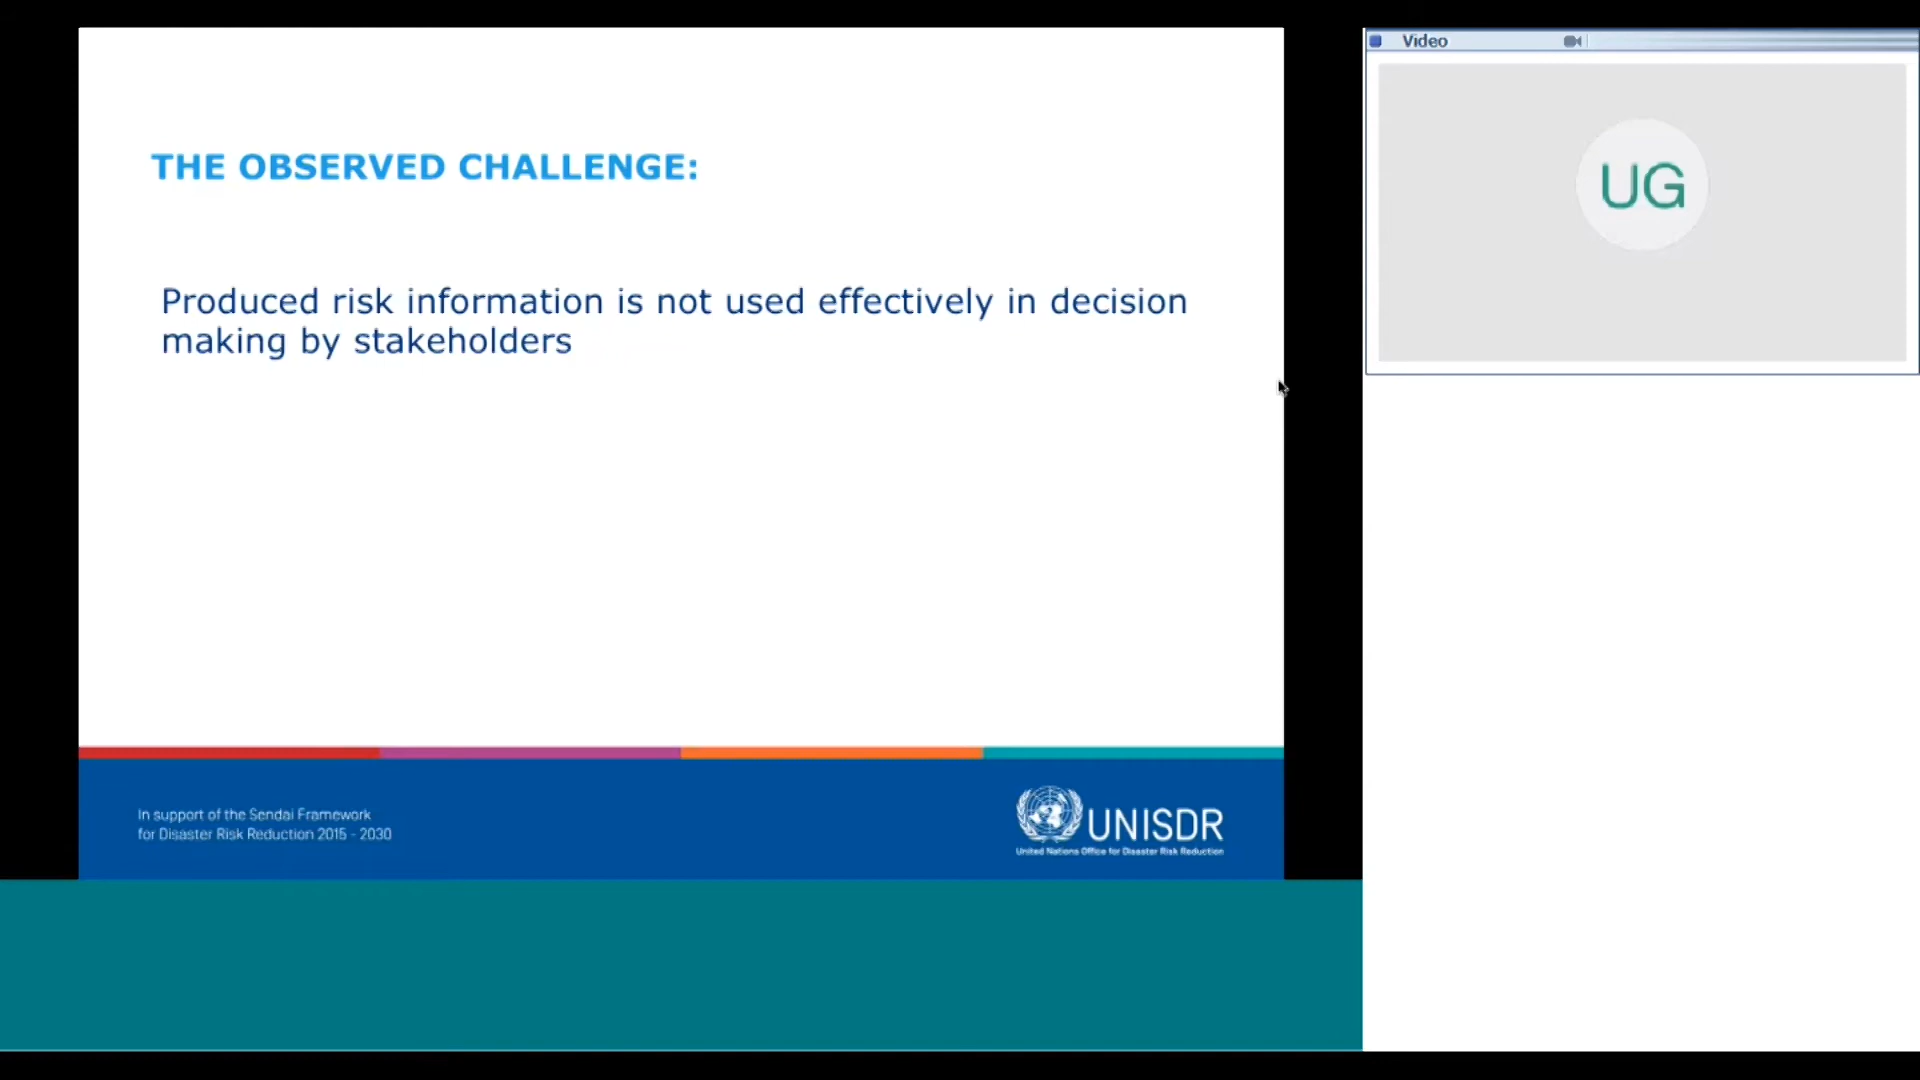 THE OBSERVED CHALLENGE:
Produced risk information is not used effectively in decision
making by stakeholders
In support of the Sendai Framework
for Disaster Risk Reduction 2015 - 2030
UNISDR
United Nations Office for Disaster Risk Reduction
Video
UG